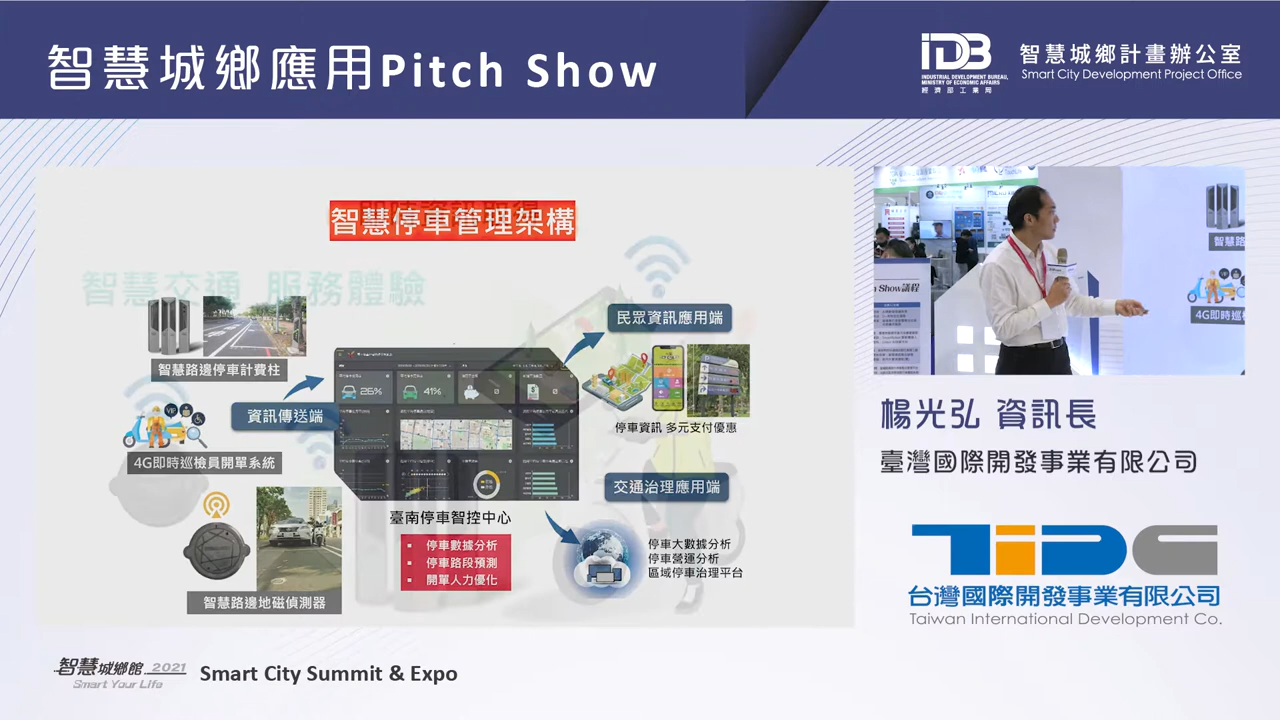 智慧城鄉應用Pitch Show
IDB
INDUSTRIAL DEVELOPMENT BUREAU,
MINISTRY OF ECONOMIC AFFAIRS
經濟部工業局
智慧城鄉計畫辦公室
Smart City Development Project Office
智慧停車管理架構
智慧交通 服務體驗
智慧路邊停車計費柱
資訊傳送端
4G即時巡檢員開單系統
智慧路邊地磁偵測器
26%
41%
臺南停車智控中心
停車數據分析
停車路段預測
開單人力優化
民眾資訊應用端
停車資訊 多元支付優惠
交通治理應用端
停車大數據分析
停車營運分析
區域停車治理平台
楊光弘 資訊長
臺灣國際開發事業有限公司
TIDC
台灣國際開發事業有限公司
Taiwan International Development Co.
智慧城鄉館 2021
Smart Your Life
Smart City Summit & Expo